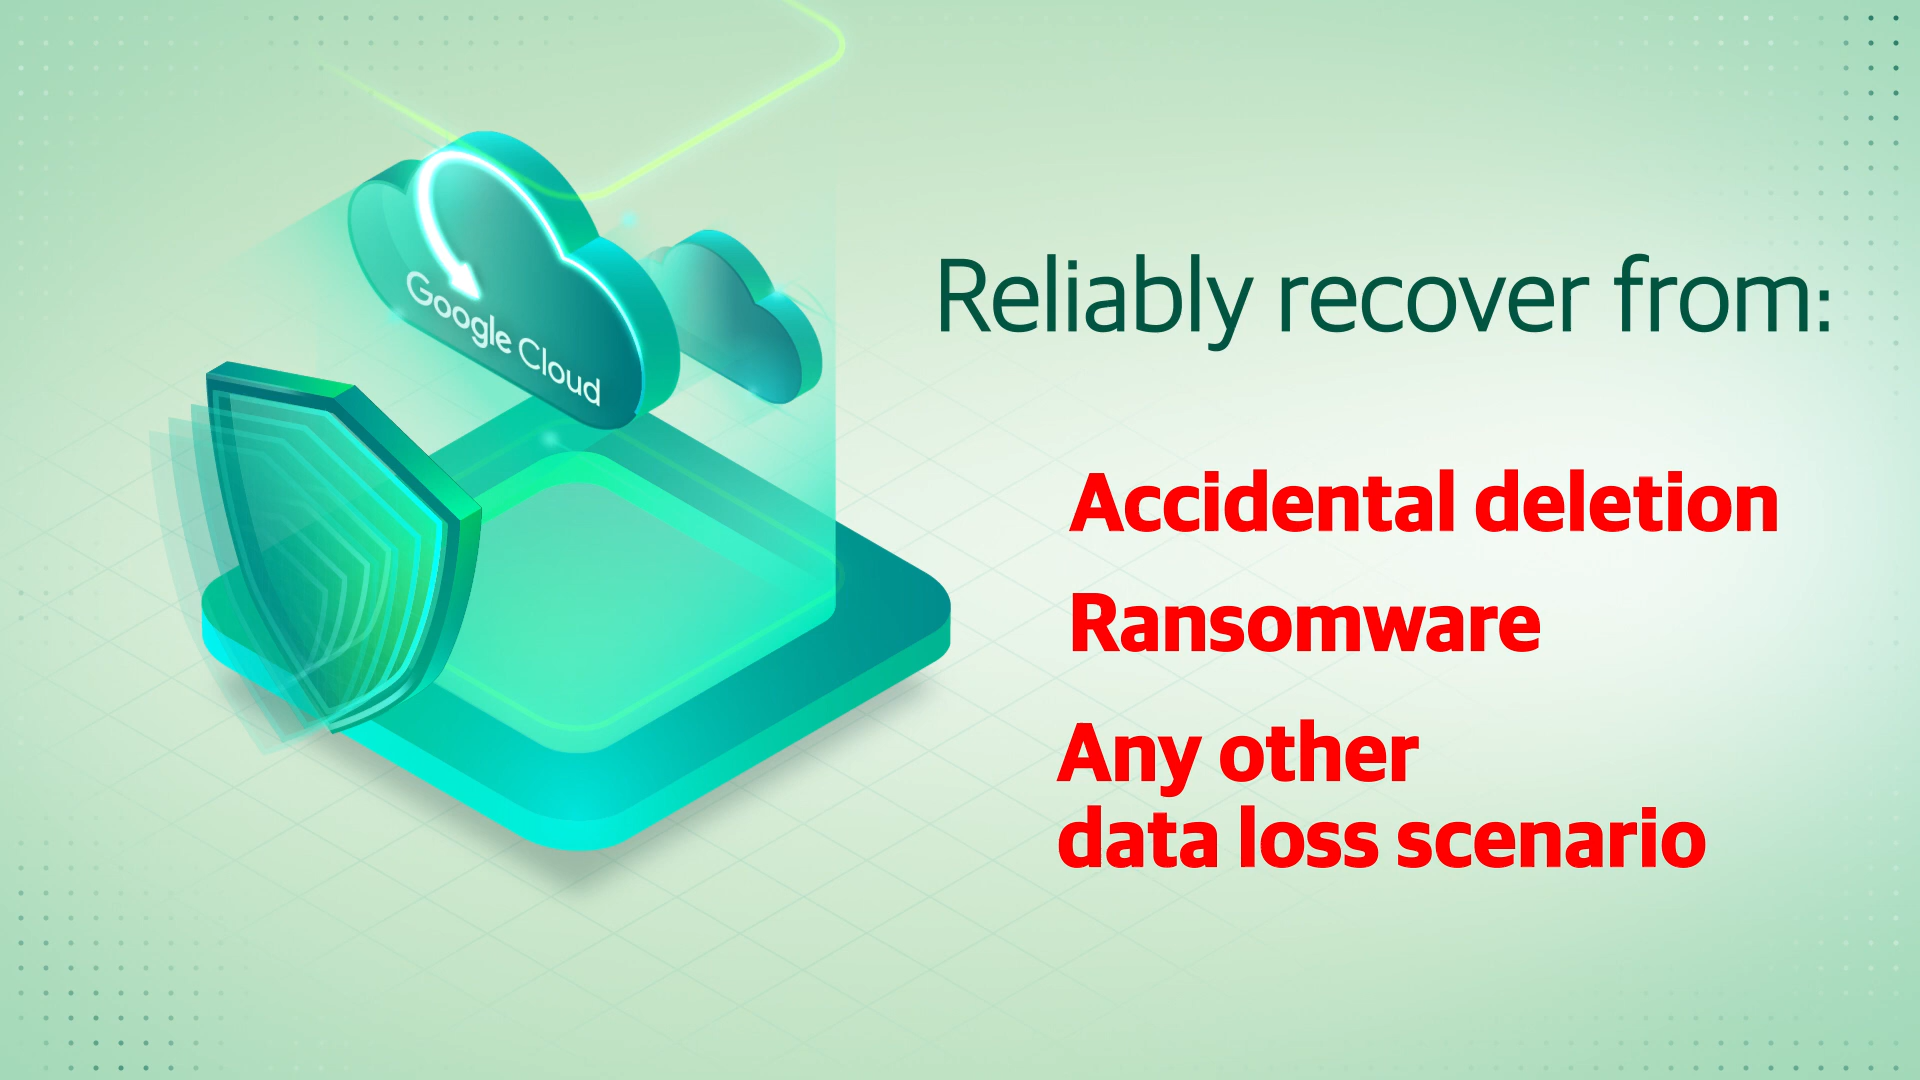 Google Cloud
Reliably recover from:
Accidental deletion
Ransomware
Any other
data loss scenario